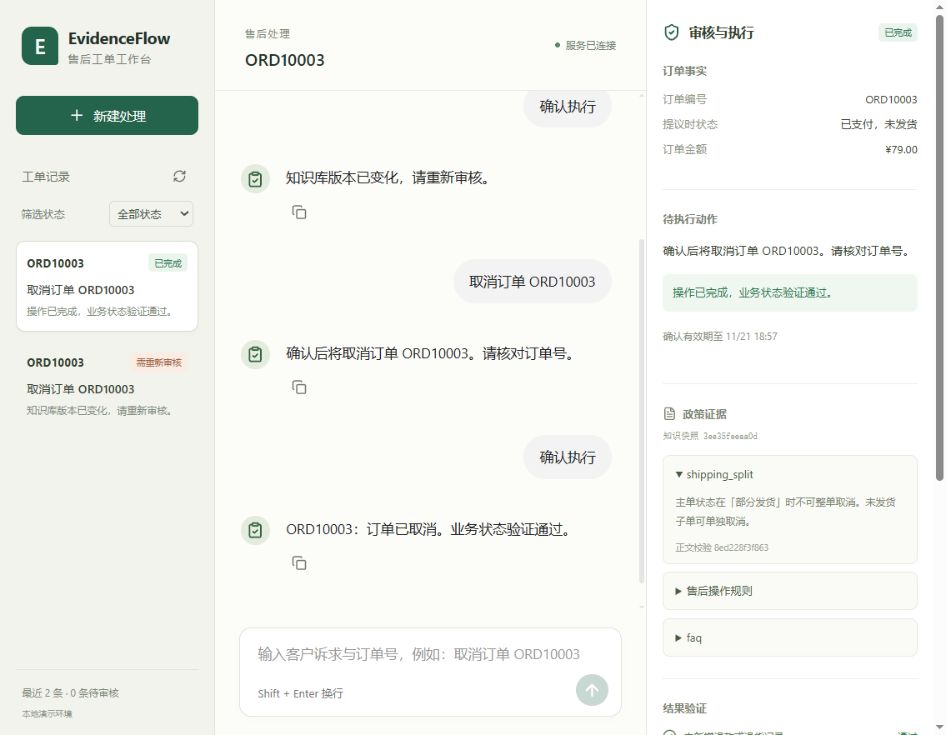 E
EvidenceFlow
售后工单工作台
+ 新建处理
工单记录
筛选状态
全部状态
ORD10003
已完成
取消订单 ORD10003
操作已完成，业务状态验证通过。
ORD10003
需重新审核
取消订单 ORD10003
知识库版本已变化，请重新审核。
最近 2 条 · 0 条待审核
本地演示环境
售后处理
ORD10003
服务已连接
确认执行
知识库版本已变化，请重新审核。
取消订单 ORD10003
确认后将取消订单 ORD10003。请核对订单号。
确认执行
ORD10003：订单已取消。业务状态验证通过。
输入客户诉求与订单号，例如：取消订单 ORD10003
Shift + Enter 换行
审核与执行
已完成
订单事实
订单编号
ORD10003
提议时状态
已支付，未发货
订单金额
¥79.00
待执行动作
确认后将取消订单 ORD10003。请核对订单号。
操作已完成，业务状态验证通过。
确认有效期至 11/21 18:57
政策证据
知识快照
shipping_split
主单状态在「部分发货」时不可整单取消。未发货
子单可单独取消。
正文校验 8ed228f3f863
售后操作规则
faq
结果验证